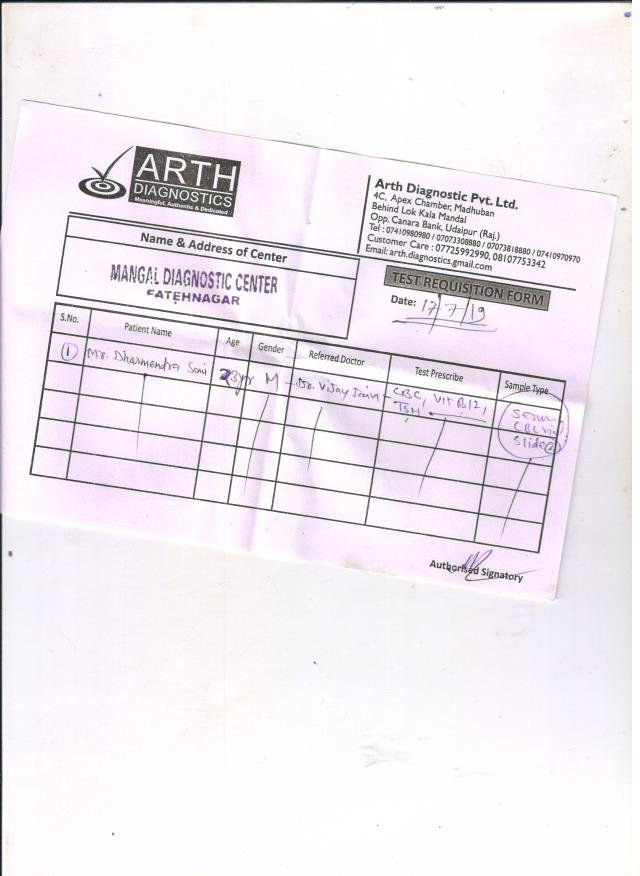 ARTH
DIAGNOSTICS
Meaningful, Authentic & Dedicated
Arth Diagnostic Pvt. Ltd.
4C, Apex Chamber, Madhuban
Behind Lok Kala Mandal
Opp. Canara Bank, Udaipur (Raj.)
Tel : 07410980980 / 07073308880 / 07073818880 / 07410970970
Customer Care : 07725992990, 08107753342
Email: arth.diagnostics.gmail.com
Name & Address of Center
MANGAL DIAGNOSTIC CENTER
FATEHNAGAR
TEST REQUISITION FORM
Date: 17/7/19
S.No. Patient Name Age Gender Referred Doctor Test Prescribe Sample Type
1 Mr. Dharmendra Soni 23yr M - Dr. Vijay Jain - CBC, Vit B12, Serum
TSH CBC vial
Slide (2)
Authorised Signatory